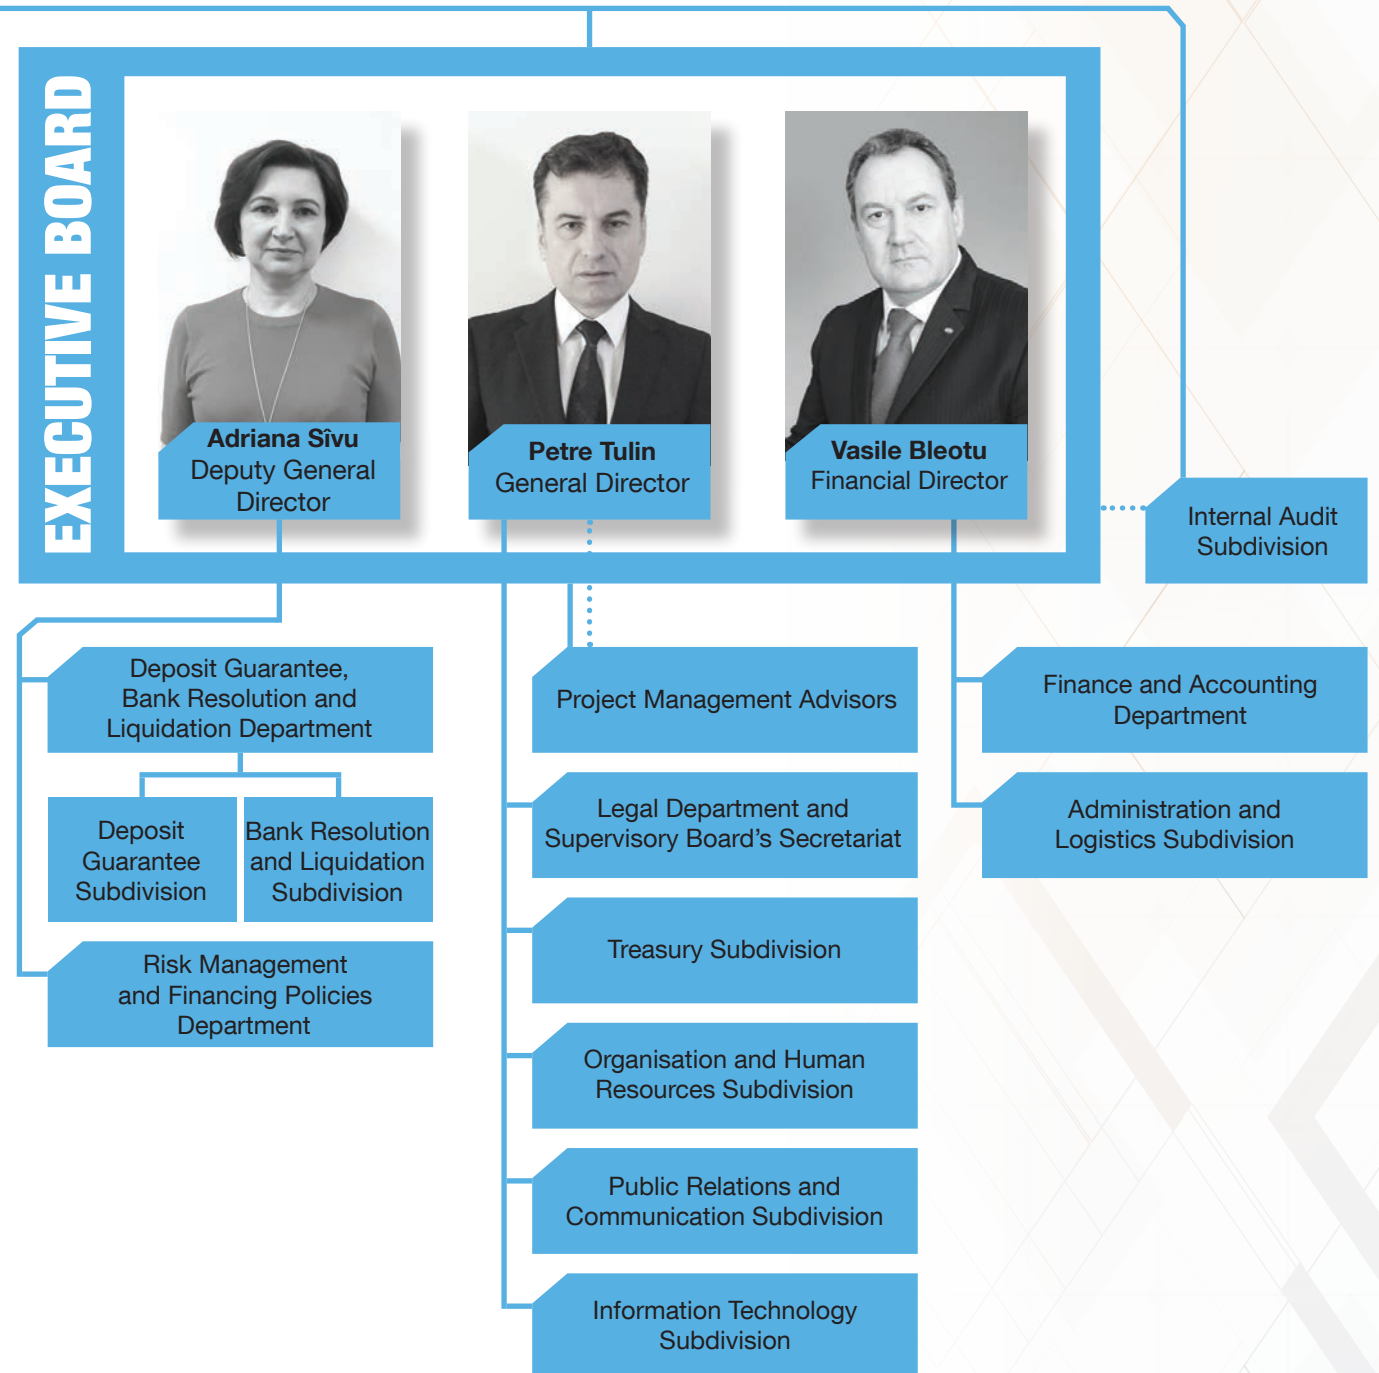 EXECUTIVE BOARD
Adriana Sîvu
Deputy General
Director
Petre Tulin
General Director
Vasile Bleotu
Financial Director
Internal Audit
Subdivision
Deposit Guarantee,
Bank Resolution and
Liquidation Department
Deposit
Guarantee
Subdivision
Bank Resolution
and Liquidation
Subdivision
Risk Management
and Financing Policies
Department
Project Management Advisors
Legal Department and
Supervisory Board’s Secretariat
Treasury Subdivision
Organisation and Human
Resources Subdivision
Public Relations and
Communication Subdivision
Information Technology
Subdivision
Finance and Accounting
Department
Administration and
Logistics Subdivision